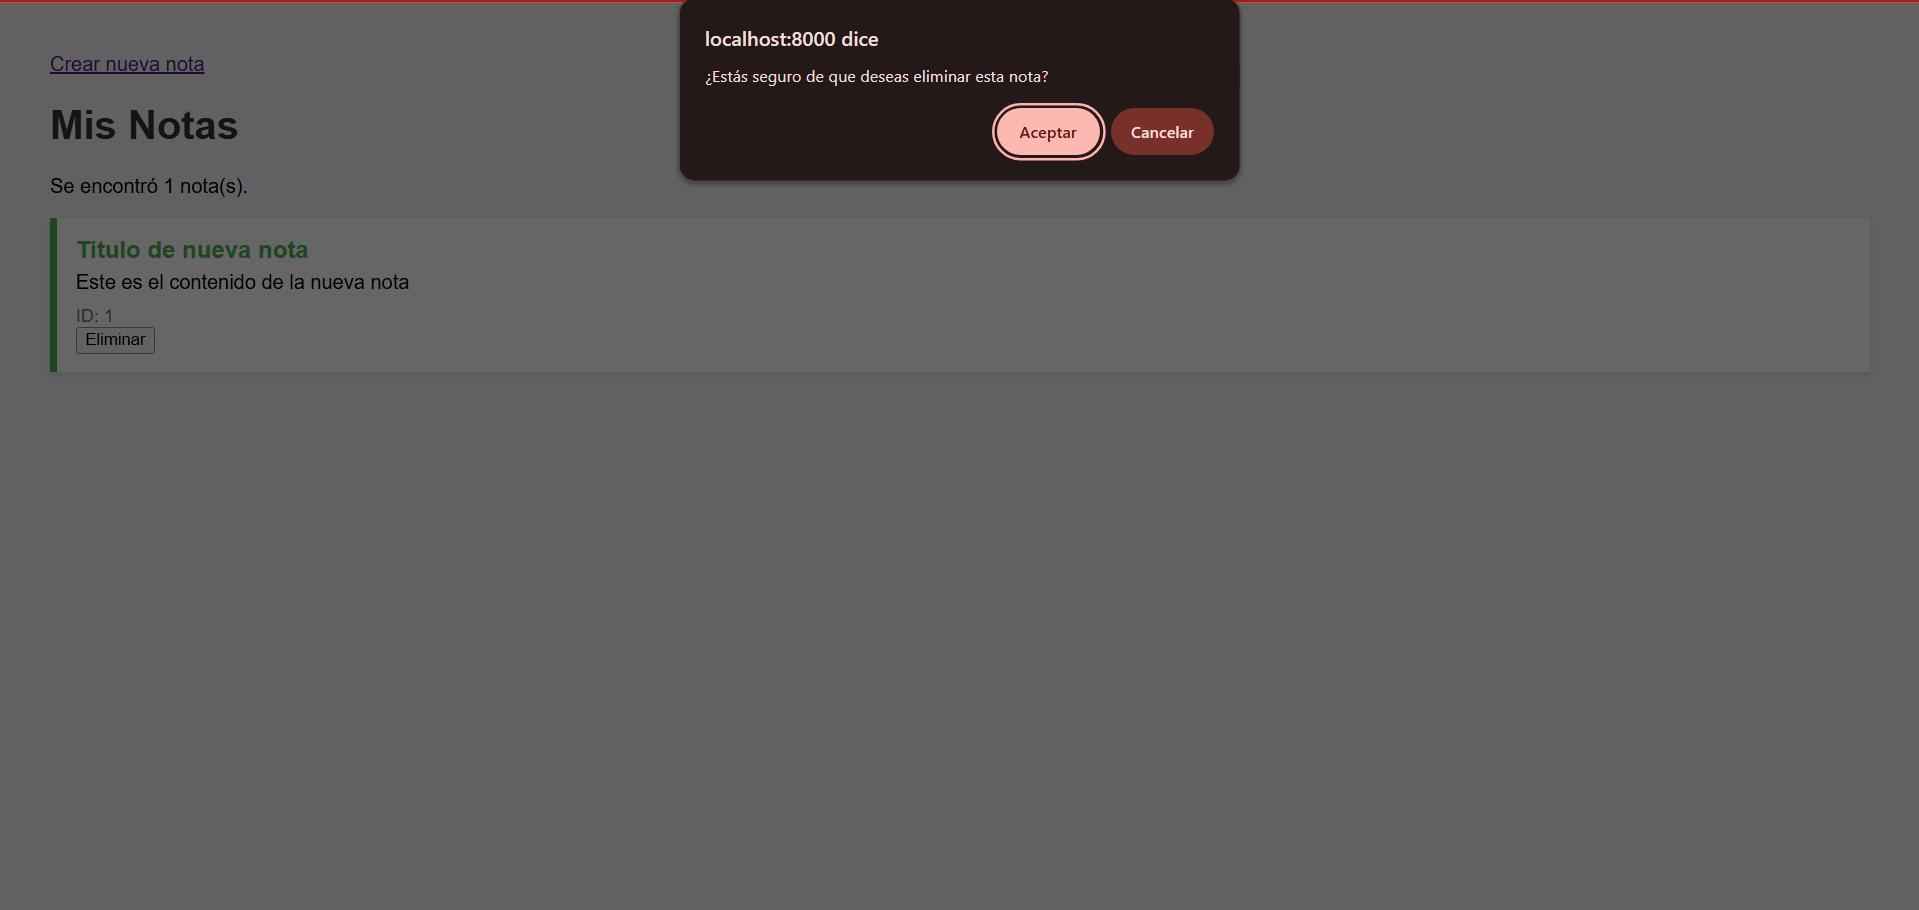 localhost:8000 dice
¿Estás seguro de que deseas eliminar esta nota?
Aceptar
Cancelar
Crear nueva nota
Mis Notas
Se encontró 1 nota(s).
Titulo de nueva nota
Este es el contenido de la nueva nota
ID: 1
Eliminar